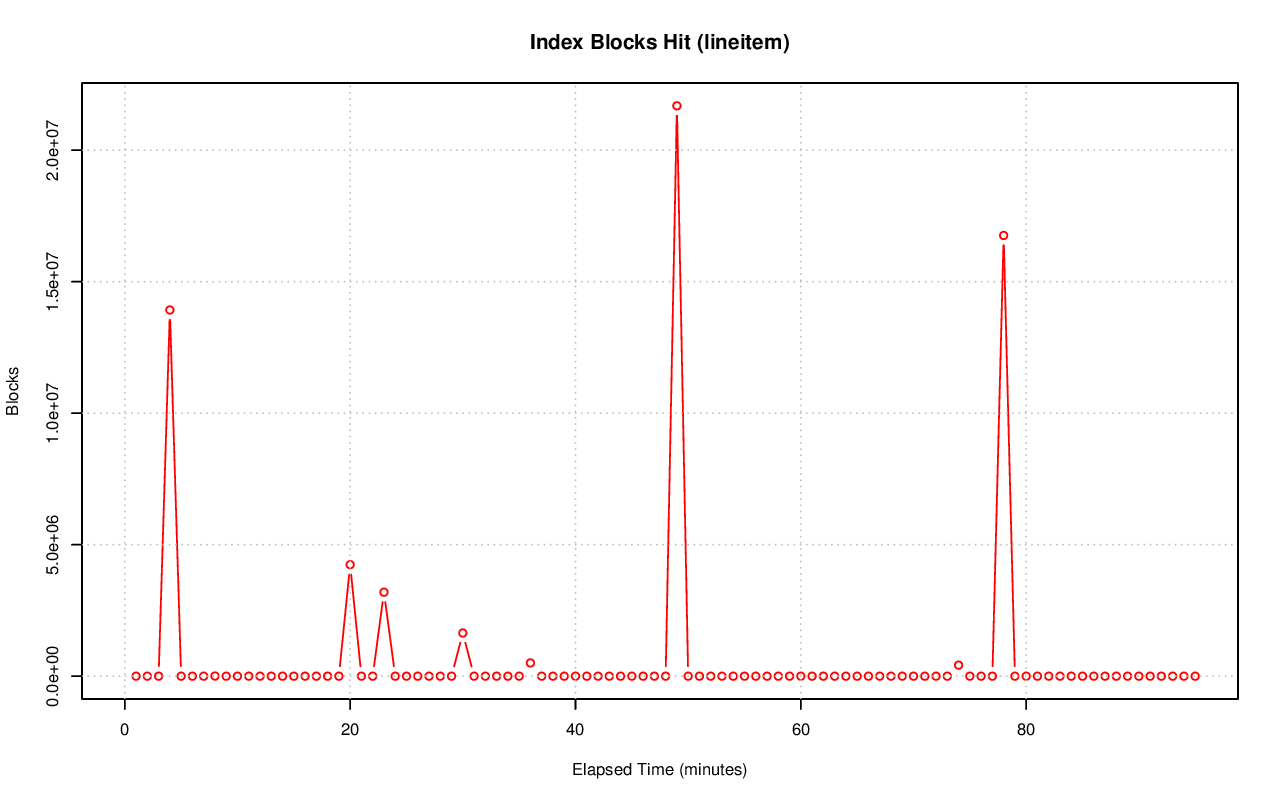 Index Blocks Hit (lineitem)
Blocks
2.0e+07
1.5e+07
1.0e+07
5.0e+06
0.0e+00
0 20 40 60 80
Elapsed Time (minutes)